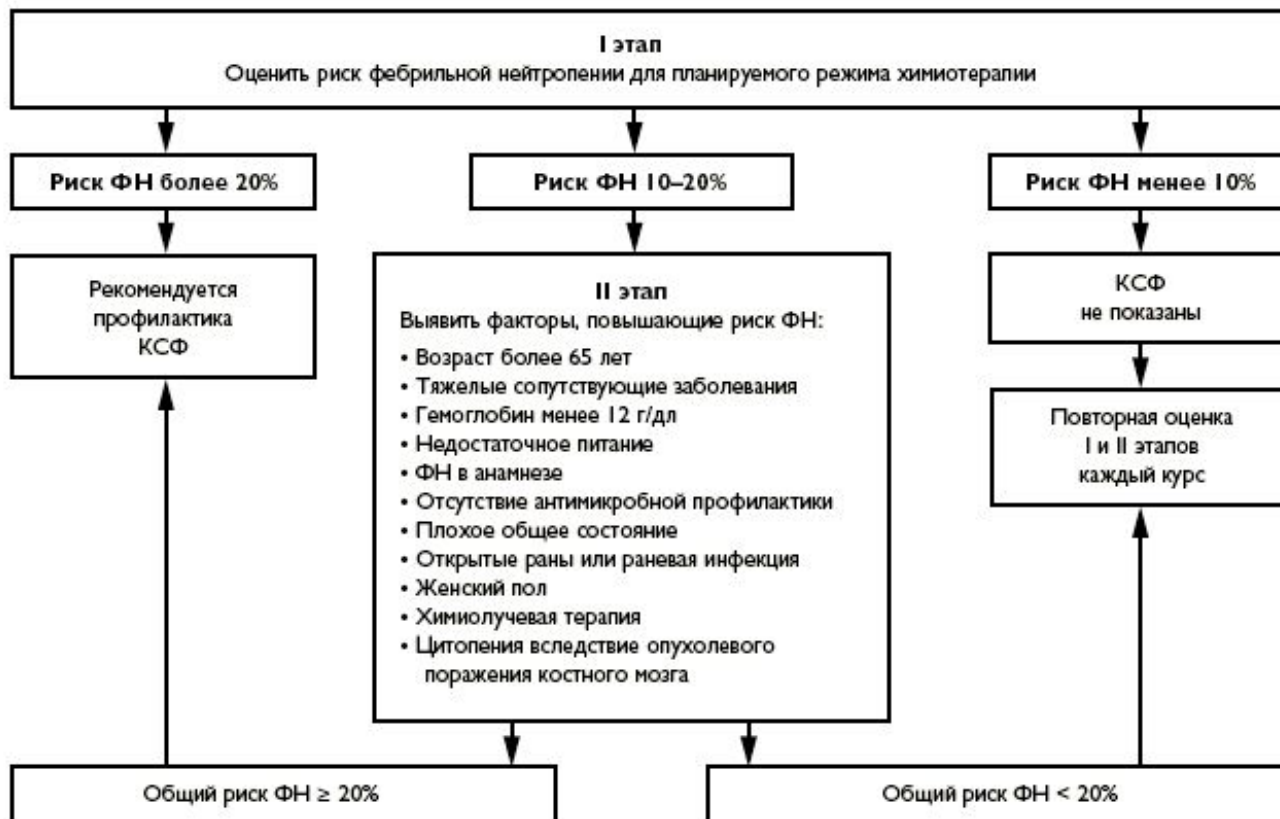 I этап
Оценить риск фебрильной нейтропении для планируемого режима химиотерапии
Риск ФН более 20%
Риск ФН 10–20%
Риск ФН менее 10%
Рекомендуется
профилактика
КСФ
II этап
Выявить факторы, повышающие риск ФН:
• Возраст более 65 лет
• Тяжелые сопутствующие заболевания
• Гемоглобин менее 12 г/дл
• Недостаточное питание
• ФН в анамнезе
• Отсутствие антимикробной профилактики
• Плохое общее состояние
• Открытые раны или раневая инфекция
• Женский пол
• Химиолучевая терапия
• Цитопения вследствие опухолевого
поражения костного мозга
КСФ
не показаны
Повторная оценка
I и II этапов
каждый курс
Общий риск ФН ≥ 20%
Общий риск ФН < 20%